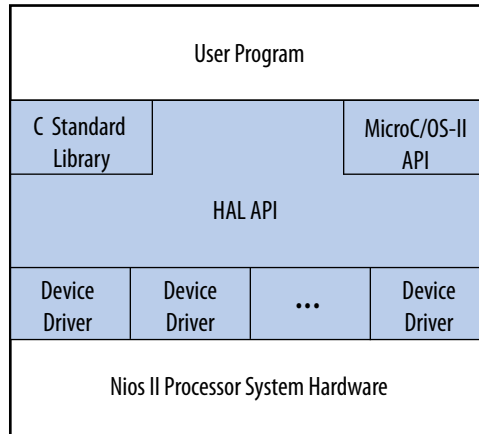 User Program
C Standard
Library
MicroC/OS-II
API
HAL API
Device
Driver
Device
Driver
...
Device
Driver
Nios II Processor System Hardware